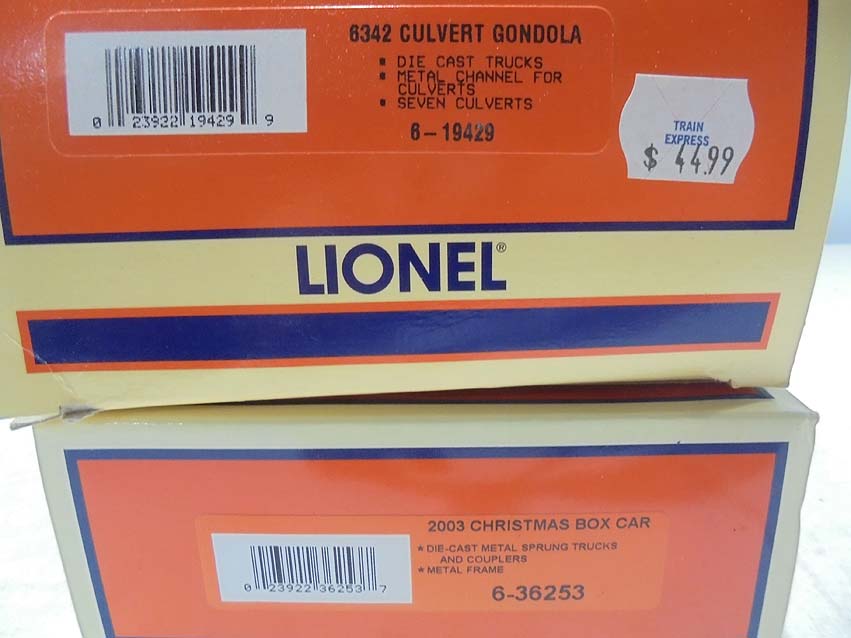 6342 CULVERT GONDOLA
▪ DIE CAST TRUCKS
▪ METAL CHANNEL FOR
CULVERTS
▪ SEVEN CULVERTS
6-19429
0 23922 19429 9
TRAIN
EXPRESS
$ 44.99
LIONEL®
2003 CHRISTMAS BOX CAR
* DIE-CAST METAL SPRUNG TRUCKS
AND COUPLERS
* METAL FRAME
6-36253
0 23922 36253 7